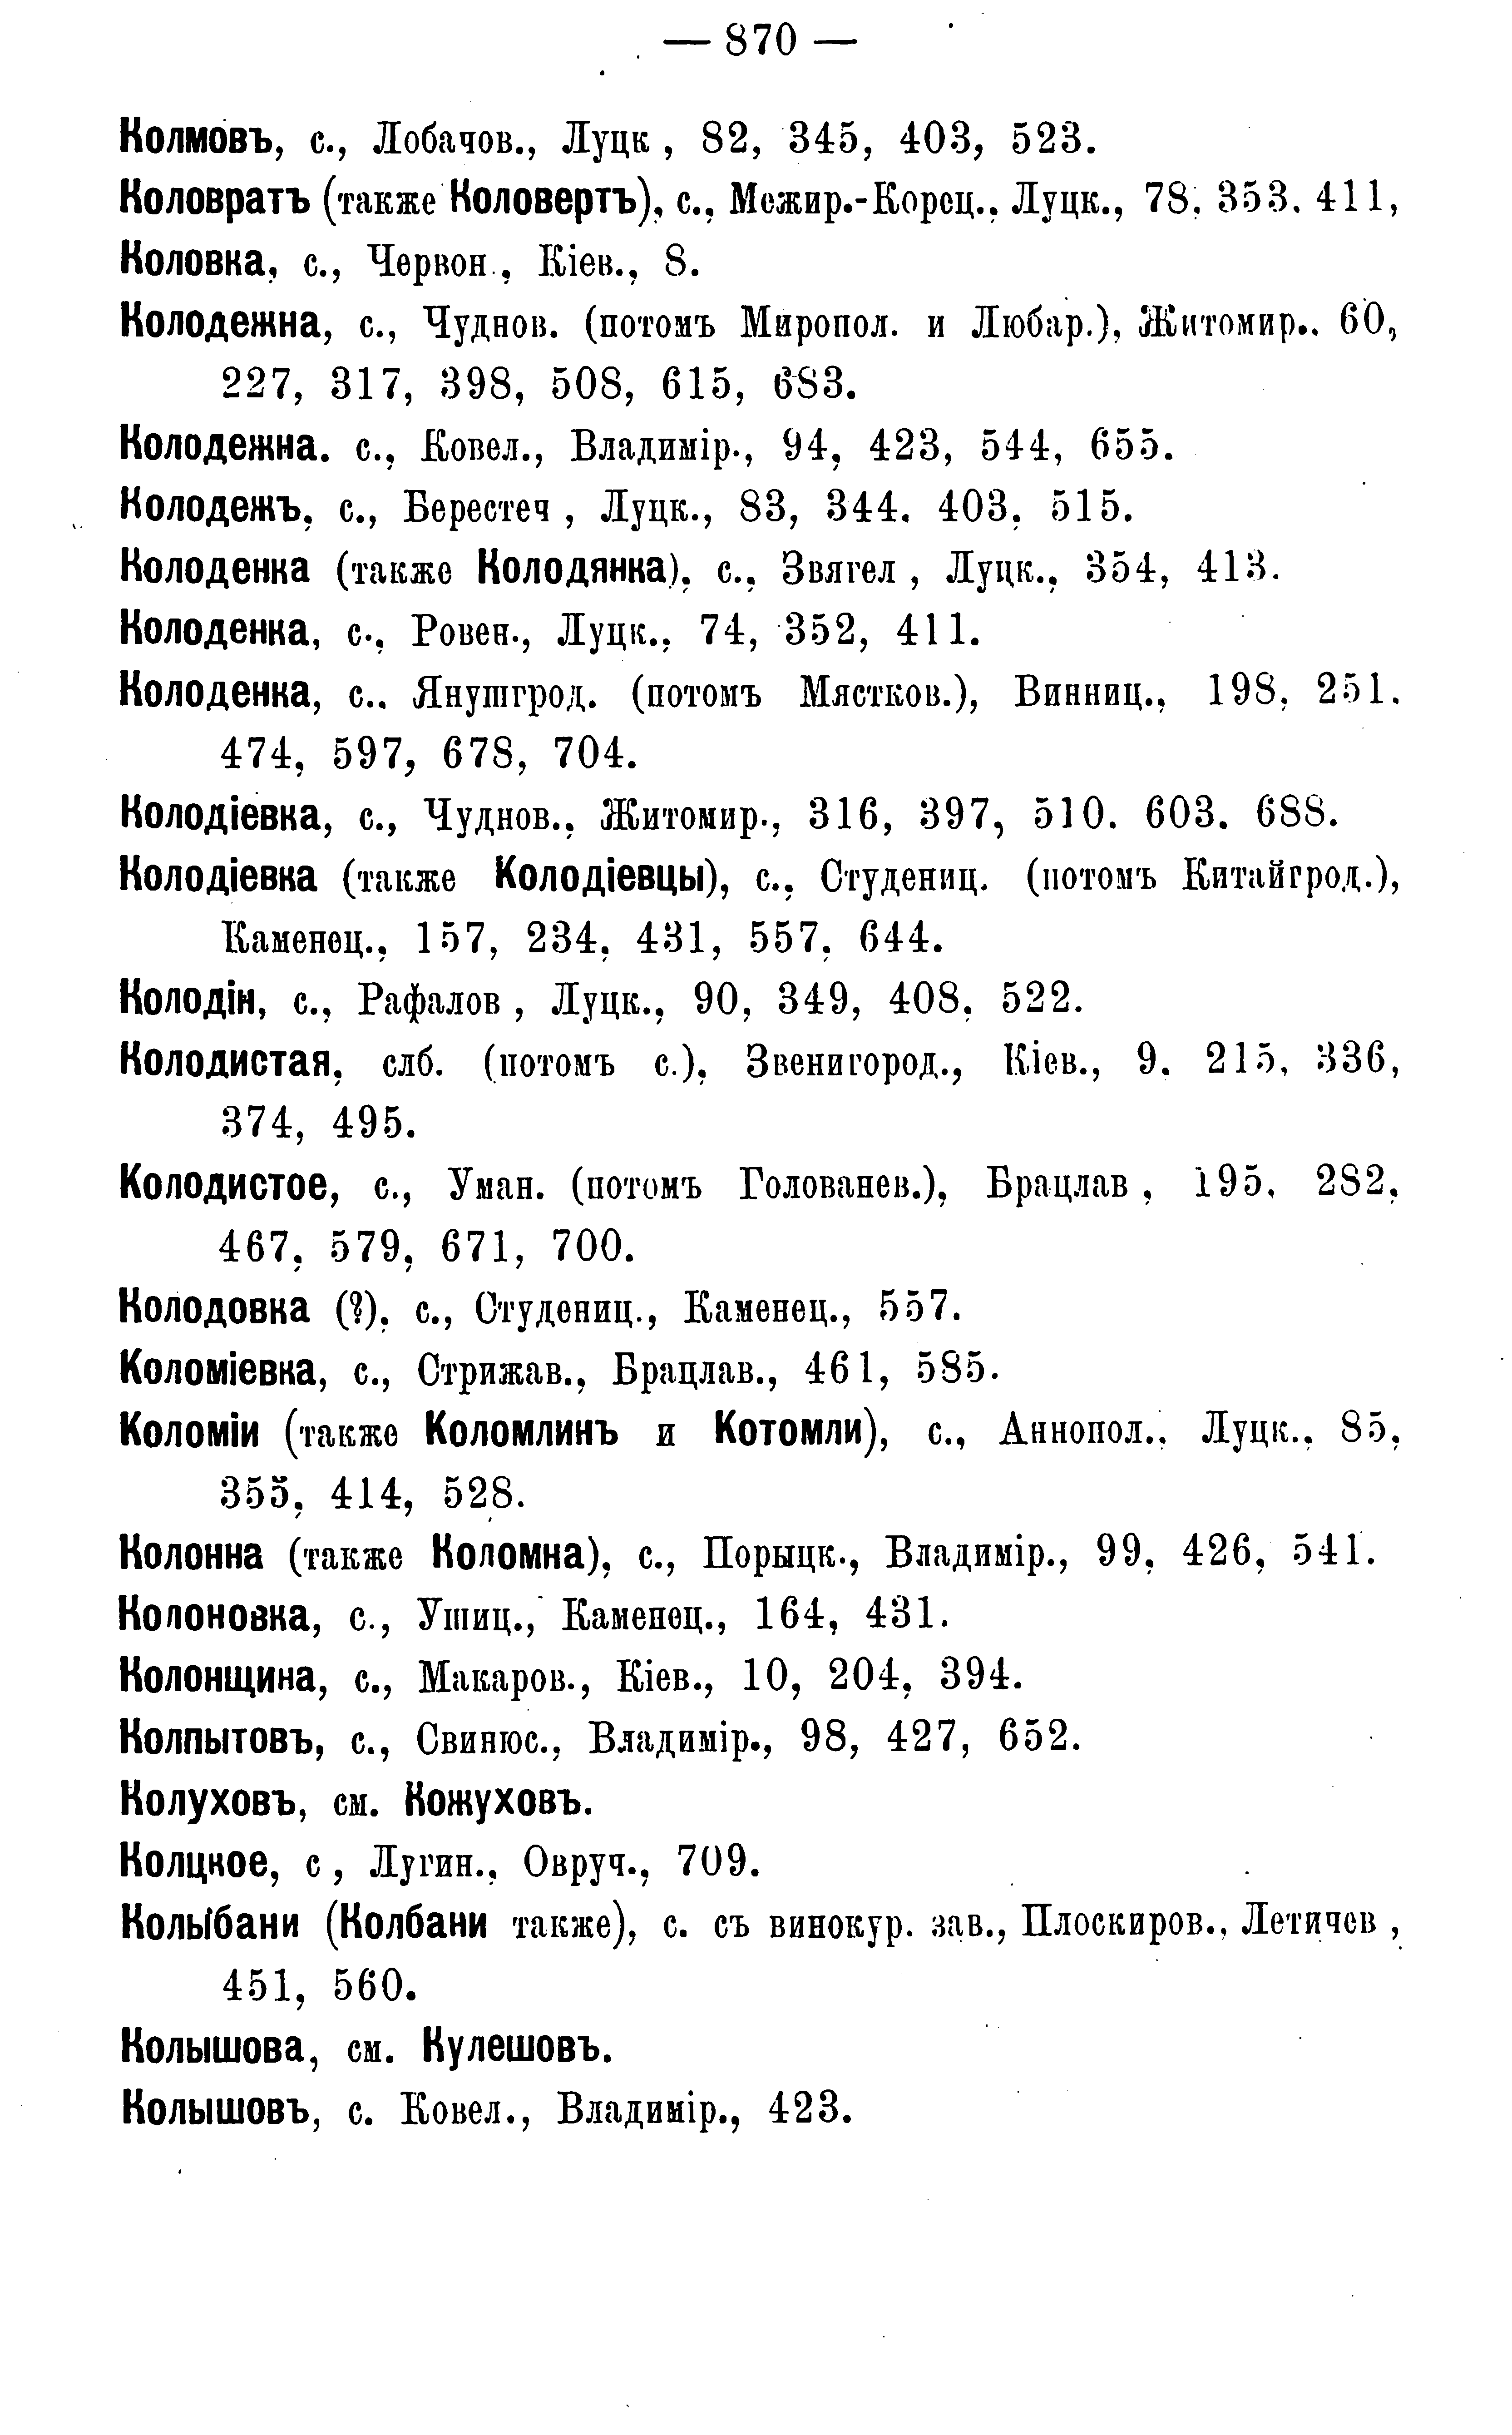 — 870 —
Колмовъ, с., Лобачов., Луцк , 82, 345, 403, 523.
Коловратъ (также Коловертъ), с., Межир.-Корец., Луцк., 78, 353. 411,
Коловка, с., Червон., Кіев., 8.
Колодежна, с., Чуднов. (потомъ Миропол. и Любар.), Житомир.. 60,
227, 317, 398, 508, 615, 683.
Колодежна. с., Ковел., Владимір., 94, 423, 544, 655.
Колодежъ, с., Берестеч , Луцк., 83, 344. 403, 515.
Колоденка (также Колодянка), с., Звягел , Луцк., 354, 413.
Колоденка, с., Ровен., Луцк., 74, 352, 411.
Колоденка, с.. Янушгрод. (потомъ Мястков.), Винниц., 198, 251.
474, 597, 678, 704.
Колодіевка, с., Чуднов., Житомир., 316, 397, 510. 603. 688.
Колодіевка (также Колодіевцы), с., Студениц. (потомъ Китайгрод.),
Каменец., 157, 234, 431, 557, 644.
Колодін, с., Рафалов , Луцк., 90, 349, 408, 522.
Колодистая, слб. (потомъ с.), Звенигород., Кіев., 9. 215, 336,
374, 495.
Колодистое, с., Уман. (потомъ Голованев.), Брацлав , 195, 282,
467, 579, 671, 700.
Колодовка (?), с., Студениц., Каменец., 557.
Коломіевка, с., Стрижав., Брацлав., 461, 585.
Коломіи (также Коломлинъ и Котомли), с., Аннопол., Луцк., 85,
355, 414, 528.
Колонна (также Коломна), с., Порыцк., Владимір., 99, 426, 541.
Колоновка, с., Ушиц., Каменец., 164, 431.
Колонщина, с., Макаров., Кіев., 10, 204, 394.
Колпытовъ, с., Свинюс., Владимір., 98, 427, 652.
Колуховъ, см. Кожуховъ.
Колцкое, с , Лугин., Овруч., 709.
Колыбани (Колбани также), с. съ винокур. зав., Плоскиров., Летичев ,
451, 560.
Колышова, см. Кулешовъ.
Колышовъ, с. Ковел., Владимір., 423.